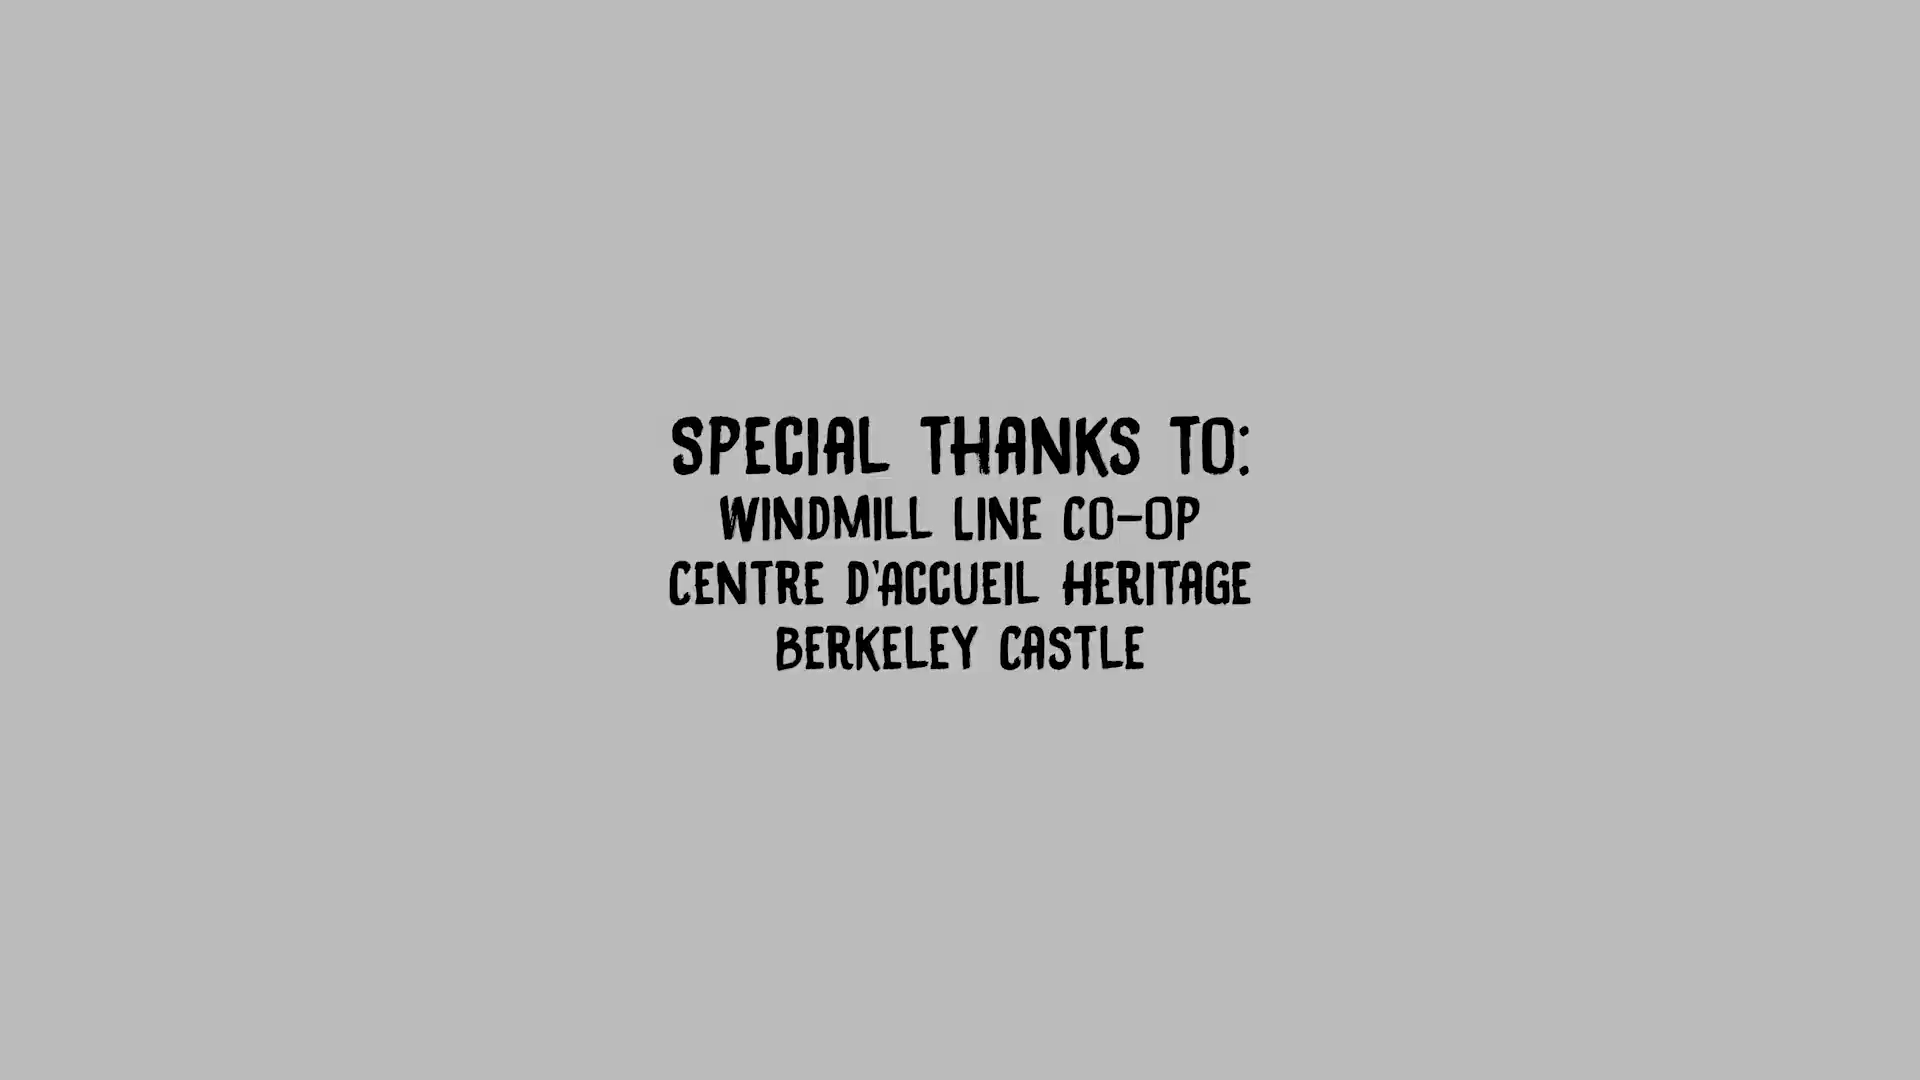 SPECIAL THANKS TO:
WINDMILL LINE CO-OP
CENTRE D'ACCUEIL HERITAGE
BERKELEY CASTLE